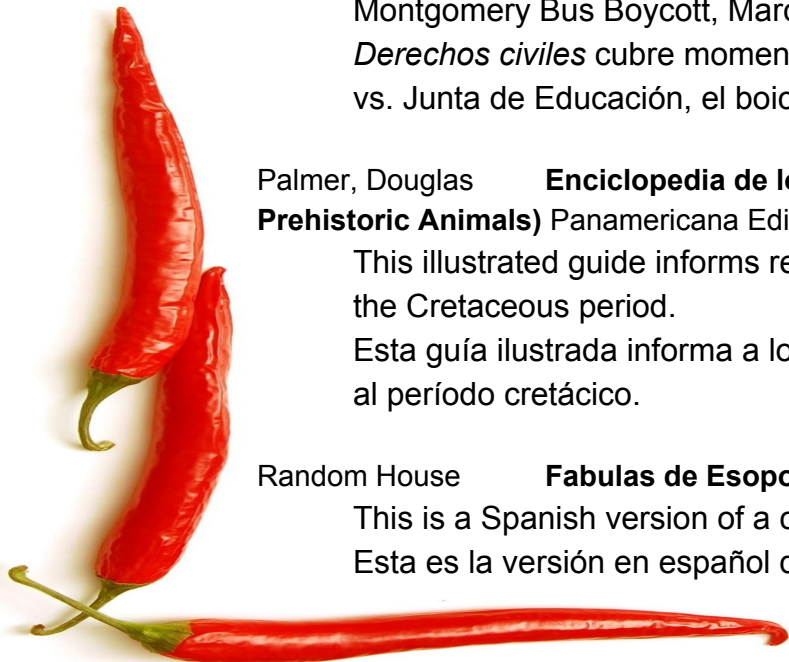 Montgomery Bus Boycott, Marc
Derechos civiles cubre momen
vs. Junta de Educación, el boic
Palmer, Douglas Enciclopedia de l
Prehistoric Animals) Panamericana Edi
This illustrated guide informs re
the Cretaceous period.
Esta guía ilustrada informa a lo
al período cretácico.
Random House Fabulas de Esopo
This is a Spanish version of a c
Esta es la versión en español d